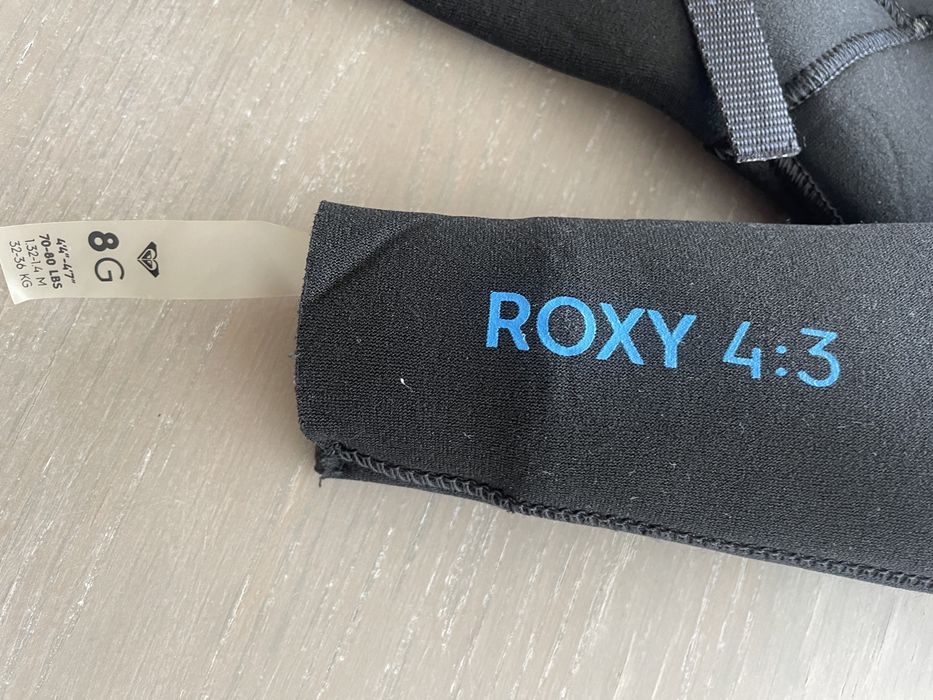 8G
4'4"-4'7"
70-80 LBS
1.32-1.4 M
32-36 KG
ROXY 4:3